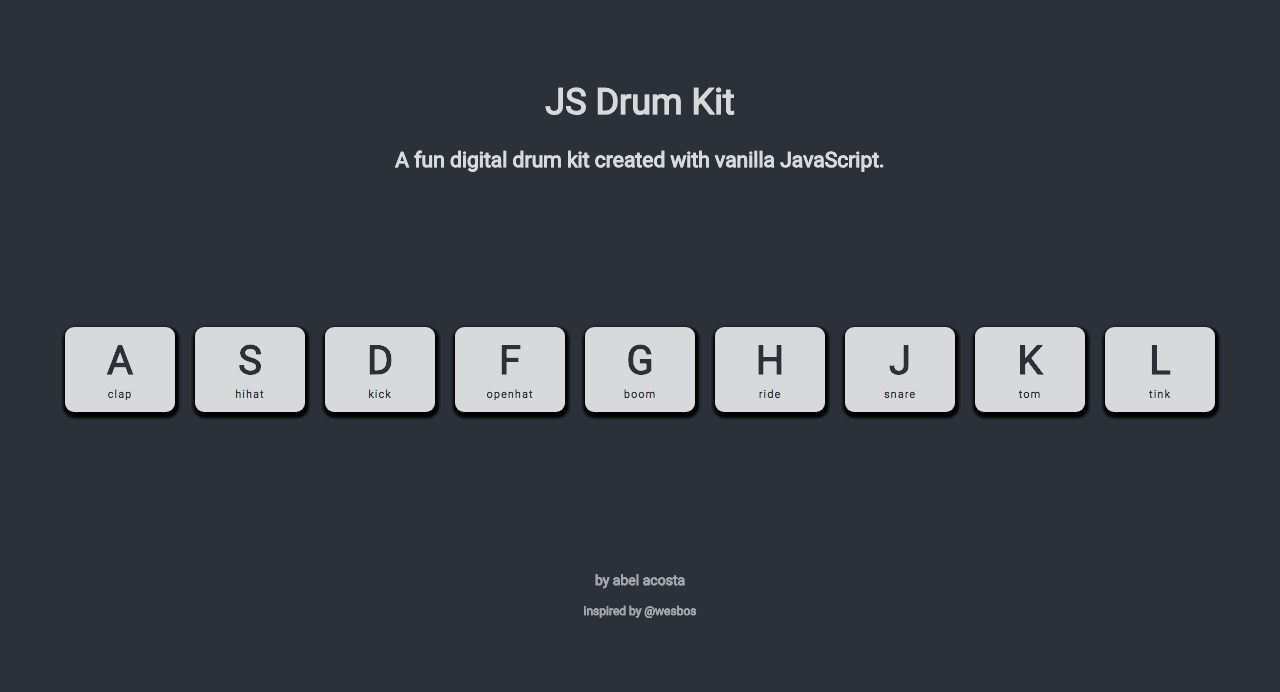 JS Drum Kit
A fun digital drum kit created with vanilla JavaScript.
A S D F G H J K L
clap hihat kick openhat boom ride snare tom tink
by abel acosta
inspired by @wesbos